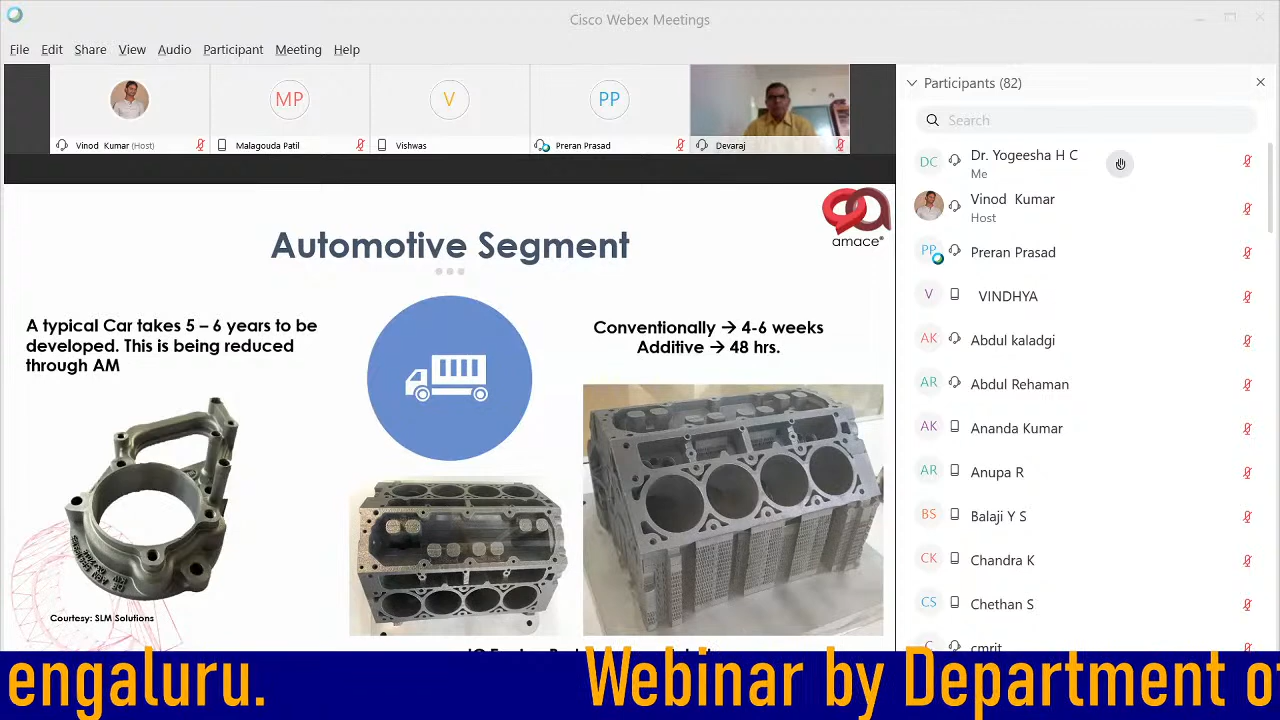 Cisco Webex Meetings
File Edit Share View Audio Participant Meeting Help
MP
V
PP
Vinod Kumar (Host)
Malagouda Patil
Vishwas
Preran Prasad
Devaraj
Participants (82)
Search
DC
Dr. Yogeesha H C
Me
Vinod Kumar
Host
PP
Preran Prasad
V
VINDHYA
AK
Abdul kaladgi
AR
Abdul Rehaman
AK
Ananda Kumar
AR
Anupa R
BS
Balaji Y S
CK
Chandra K
CS
Chethan S
cmrit
amace®
Automotive Segment
A typical Car takes 5 – 6 years to be
developed. This is being reduced
through AM
Conventionally → 4-6 weeks
Additive → 48 hrs.
Courtesy: SLM Solutions
engaluru. Webinar by Department of